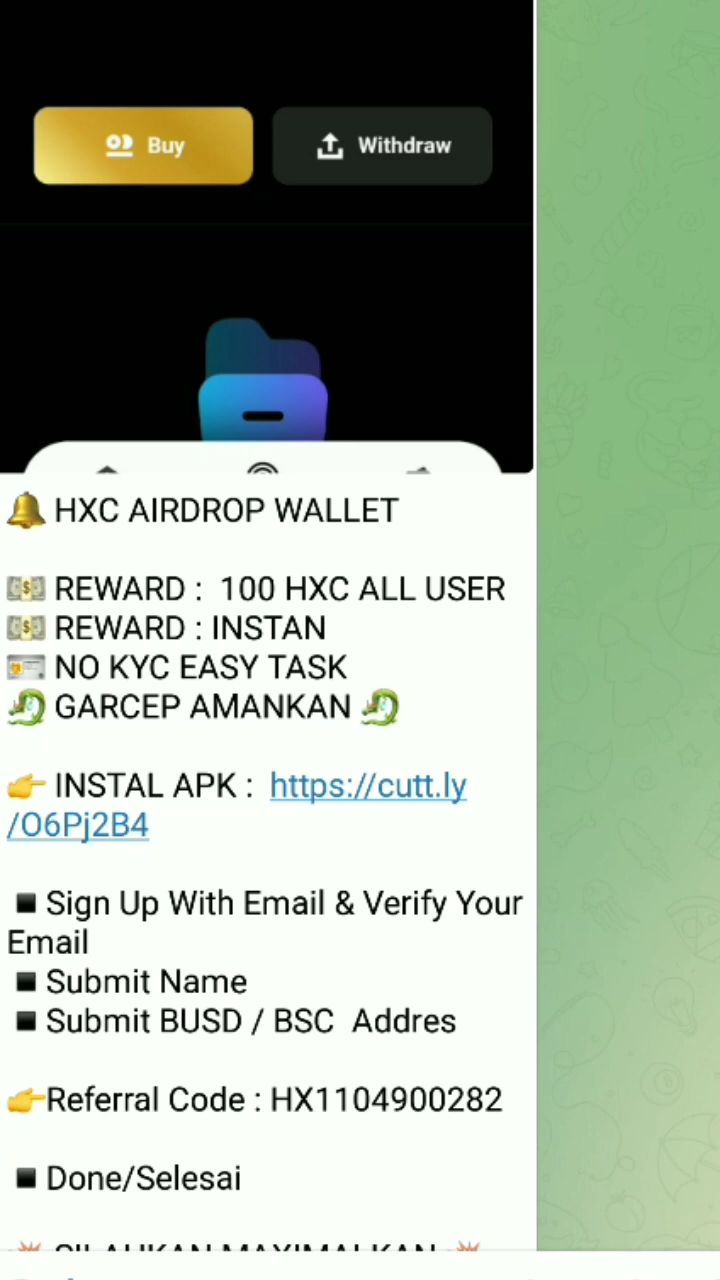 Buy
Withdraw
🔔 HXC AIRDROP WALLET
💵 REWARD :  100 HXC ALL USER
💵 REWARD : INSTAN
🪪 NO KYC EASY TASK
🐉 GARCEP AMANKAN 🐉
👉 INSTAL APK :  https://cutt.ly
/O6Pj2B4
◾Sign Up With Email & Verify Your
Email
◾Submit Name
◾Submit BUSD / BSC  Addres
👉Referral Code : HX1104900282
◾Done/Selesai
💥 SILAHKAN MAXIMALKAN 💥